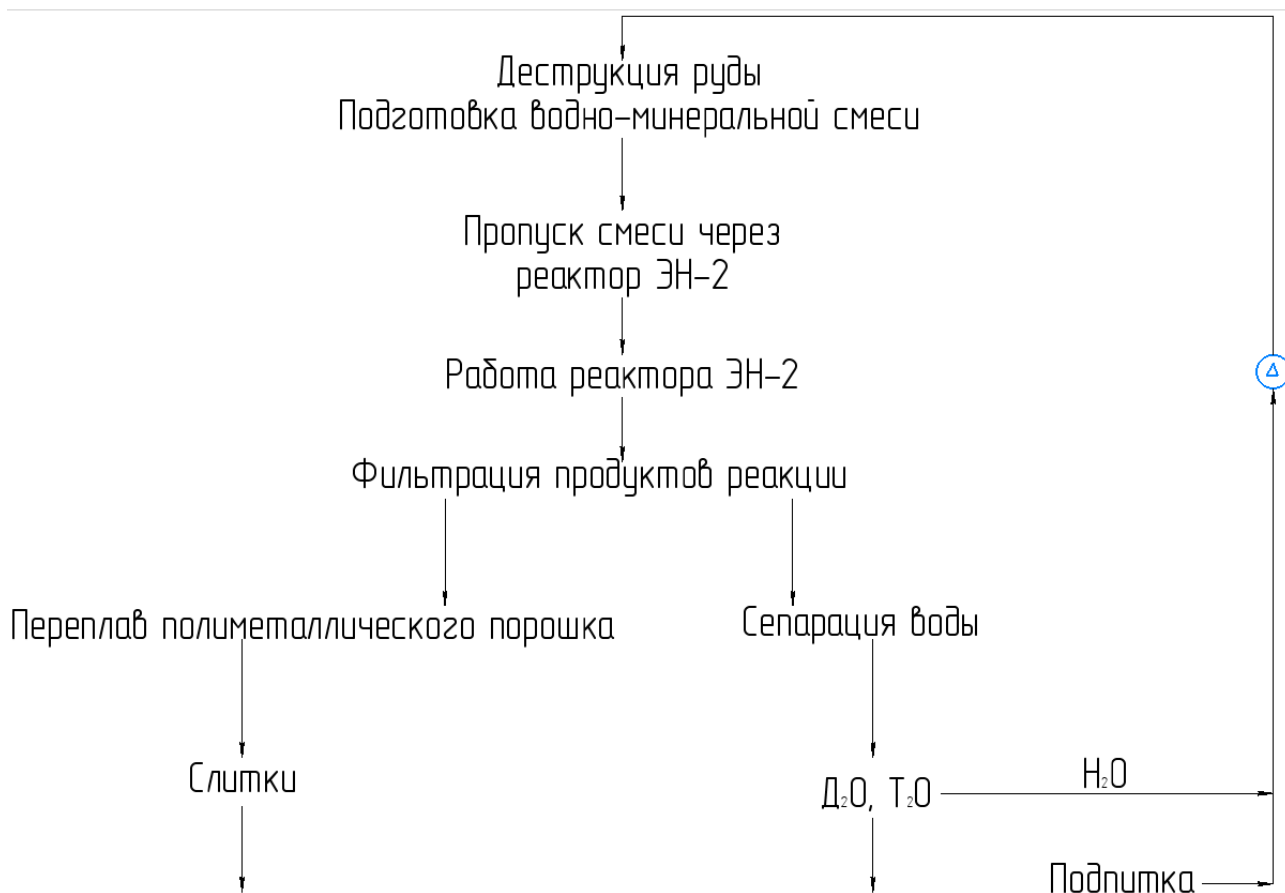 Деструкция руды
Подготовка водно-минеральной смеси
Пропуск смеси через
реактор ЭН-2
Работа реактора ЭН-2
Фильтрация продуктов реакции
Переплав полиметаллического порошка
Сепарация воды
Слитки
Д₂О, Т₂О
Н₂О
Подпитка